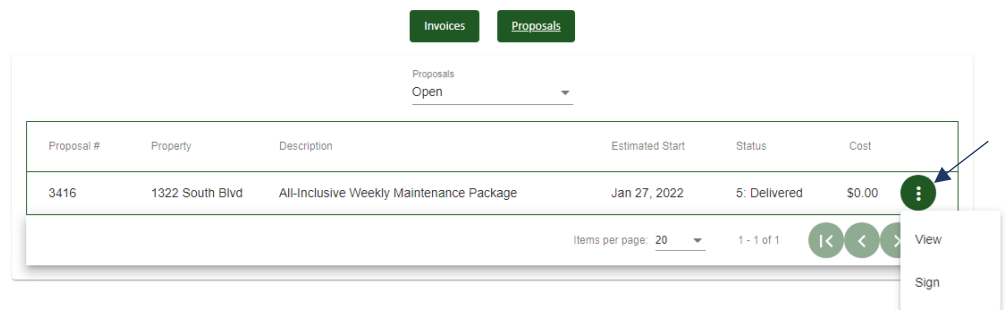 Invoices Proposals
Proposals
Open
Proposal # Property Description Estimated Start Status Cost
3416 1322 South Blvd All-Inclusive Weekly Maintenance Package Jan 27, 2022 5: Delivered $0.00
Items per page: 20 1 - 1 of 1
View
Sign